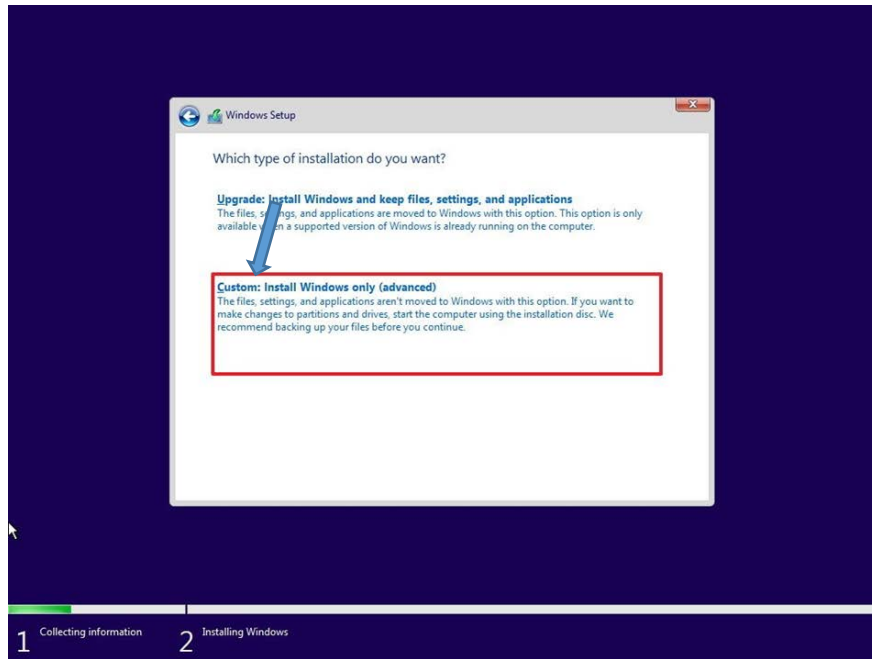 Windows Setup
Which type of installation do you want?
Upgrade: Install Windows and keep files, settings, and applications
The files, settings, and applications are moved to Windows with this option. This option is only
available when a supported version of Windows is already running on the computer.
Custom: Install Windows only (advanced)
The files, settings, and applications aren't moved to Windows with this option. If you want to
make changes to partitions and drives, start the computer using the installation disc. We
recommend backing up your files before you continue.
1 Collecting information
2 Installing Windows